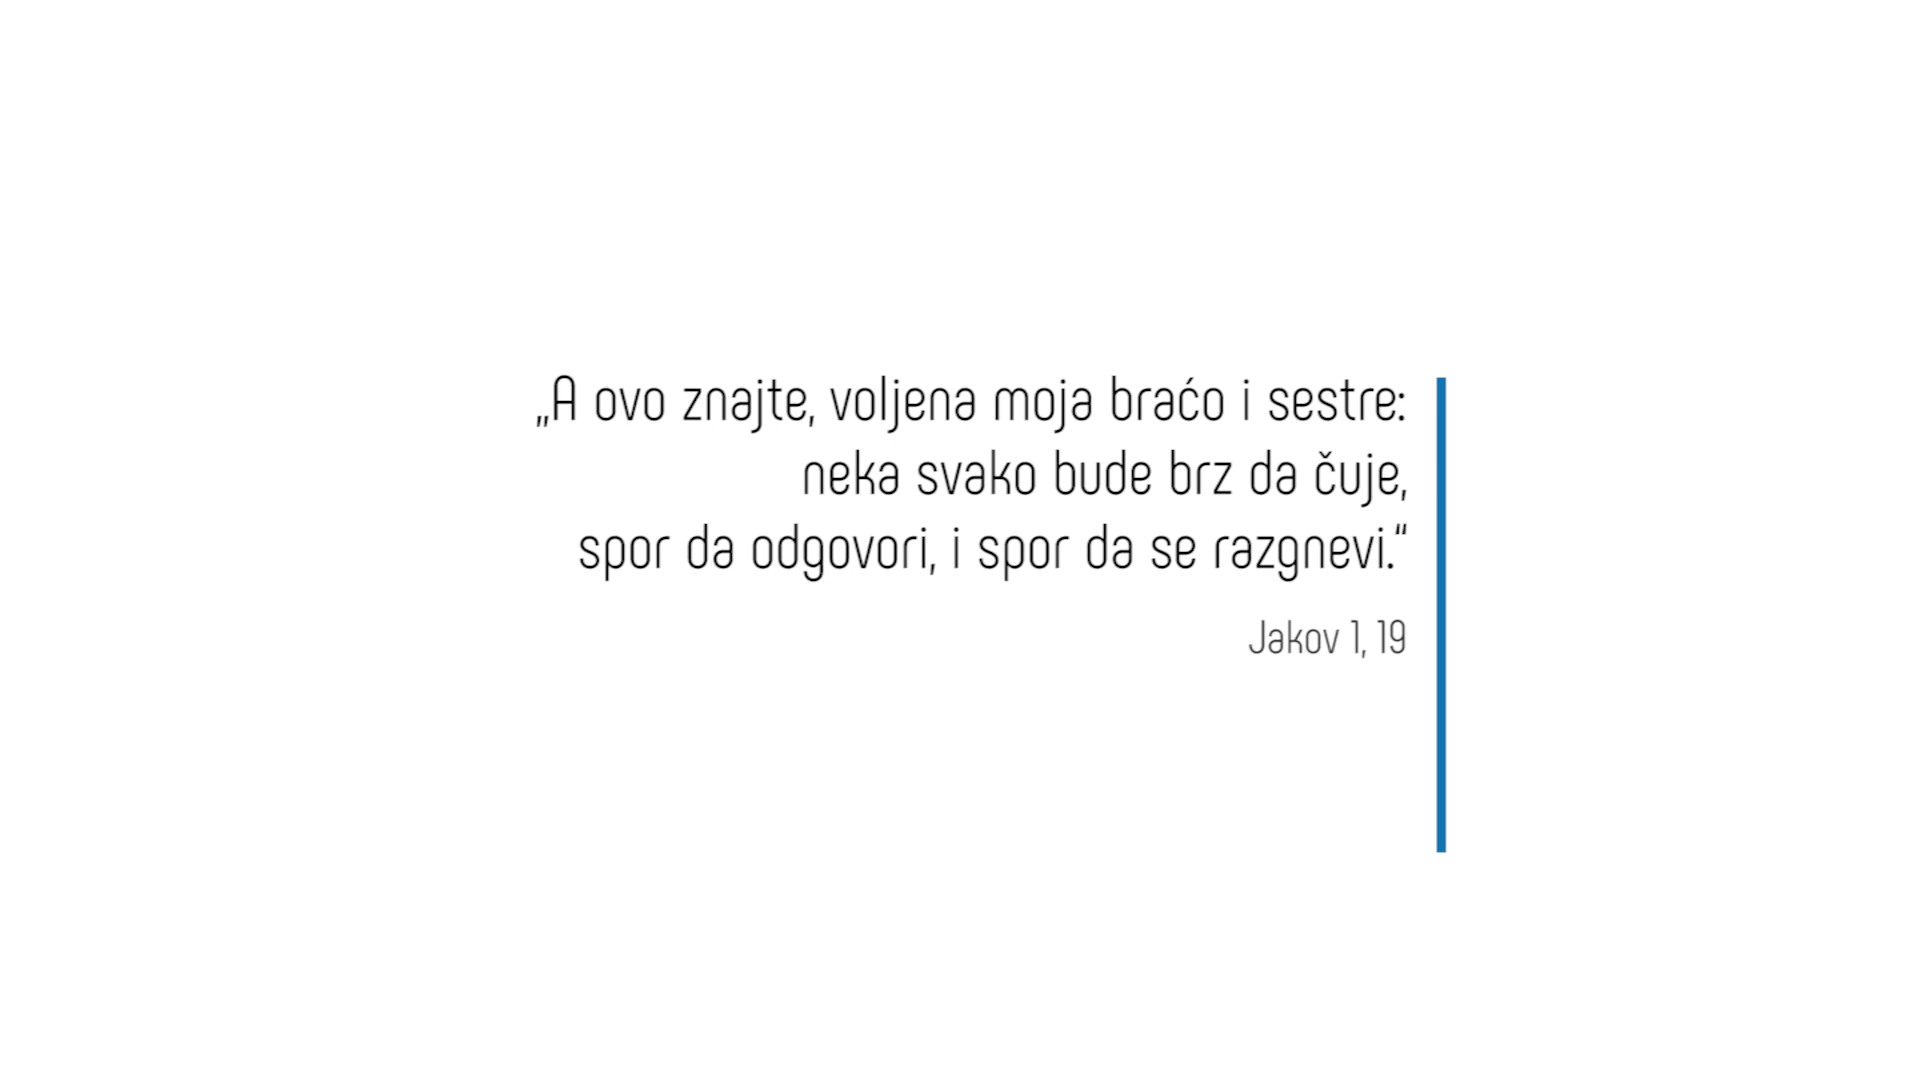 „A ovo znajte, voljena moja braćo i sestre:
neka svako bude brz da čuje,
spor da odgovori, i spor da se razgnevi.“
Jakov 1, 19